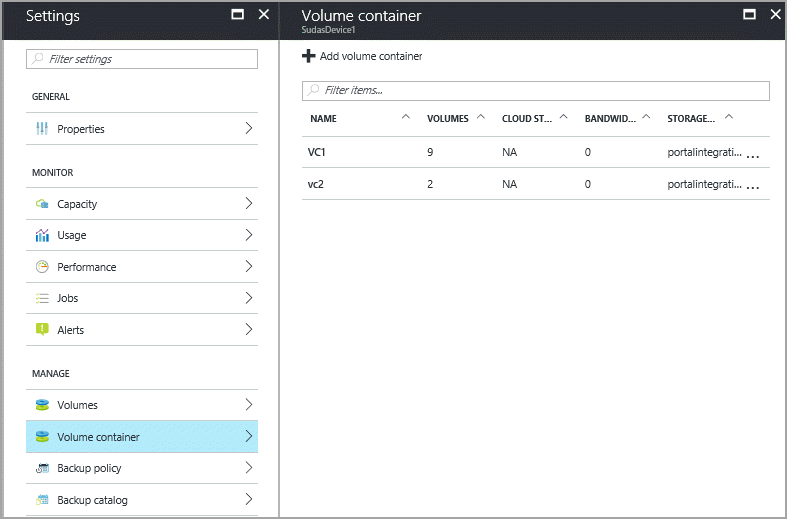 Settings
Filter settings
GENERAL
Properties
MONITOR
Capacity
Usage
Performance
Jobs
Alerts
MANAGE
Volumes
Volume container
Backup policy
Backup catalog
Volume container
SudasDevice1
Add volume container
Filter items...
NAME VOLUMES CLOUD ST... BANDWID... STORAGE...
VC1 9 NA 0 portalintegrati... ...
vc2 2 NA 0 portalintegrati... ...